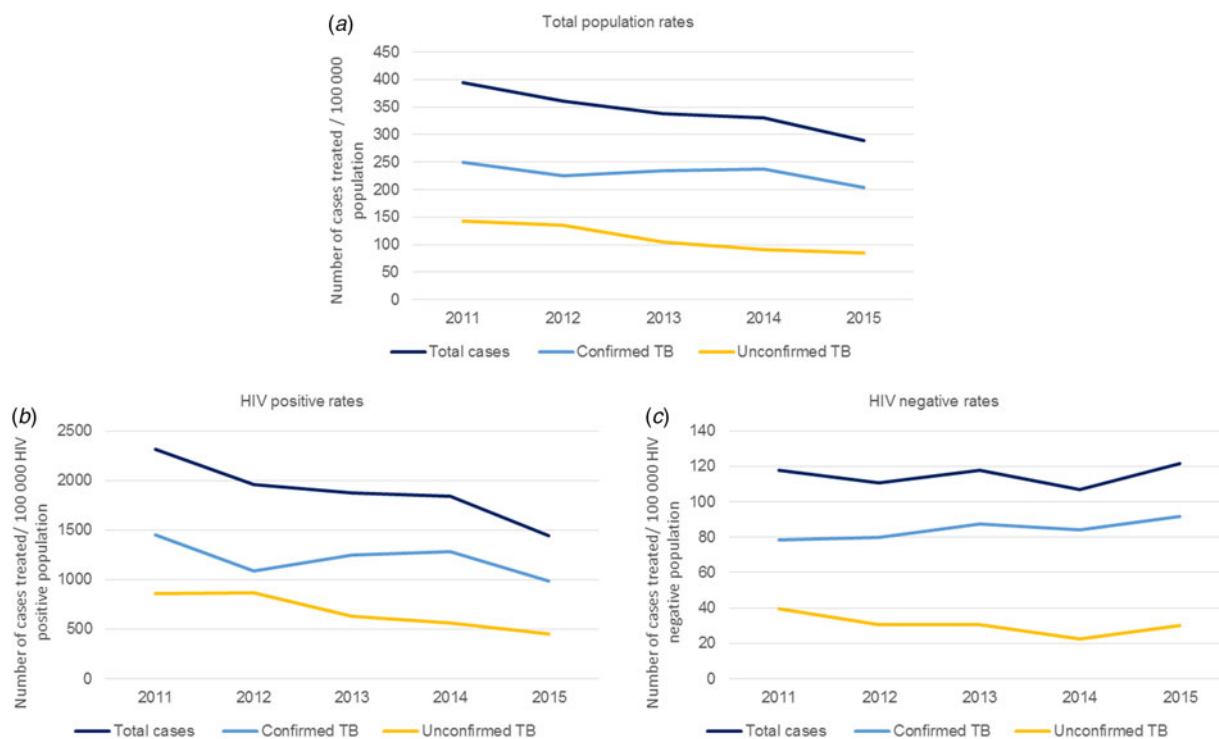 (a)
Total population rates
Number of cases treated / 100 000
population
450
400
350
300
250
200
150
100
50
0
2011 2012 2013 2014 2015
Total cases Confirmed TB Unconfirmed TB
(b)
HIV positive rates
Number of cases treated/ 100 000 HIV
positive population
2500
2000
1500
1000
500
0
2011 2012 2013 2014 2015
Total cases Confirmed TB Unconfirmed TB
(c)
HIV negative rates
Number of cases treated/ 100 000 HIV
negative population
140
120
100
80
60
40
20
0
2011 2012 2013 2014 2015
Total cases Confirmed TB Unconfirmed TB